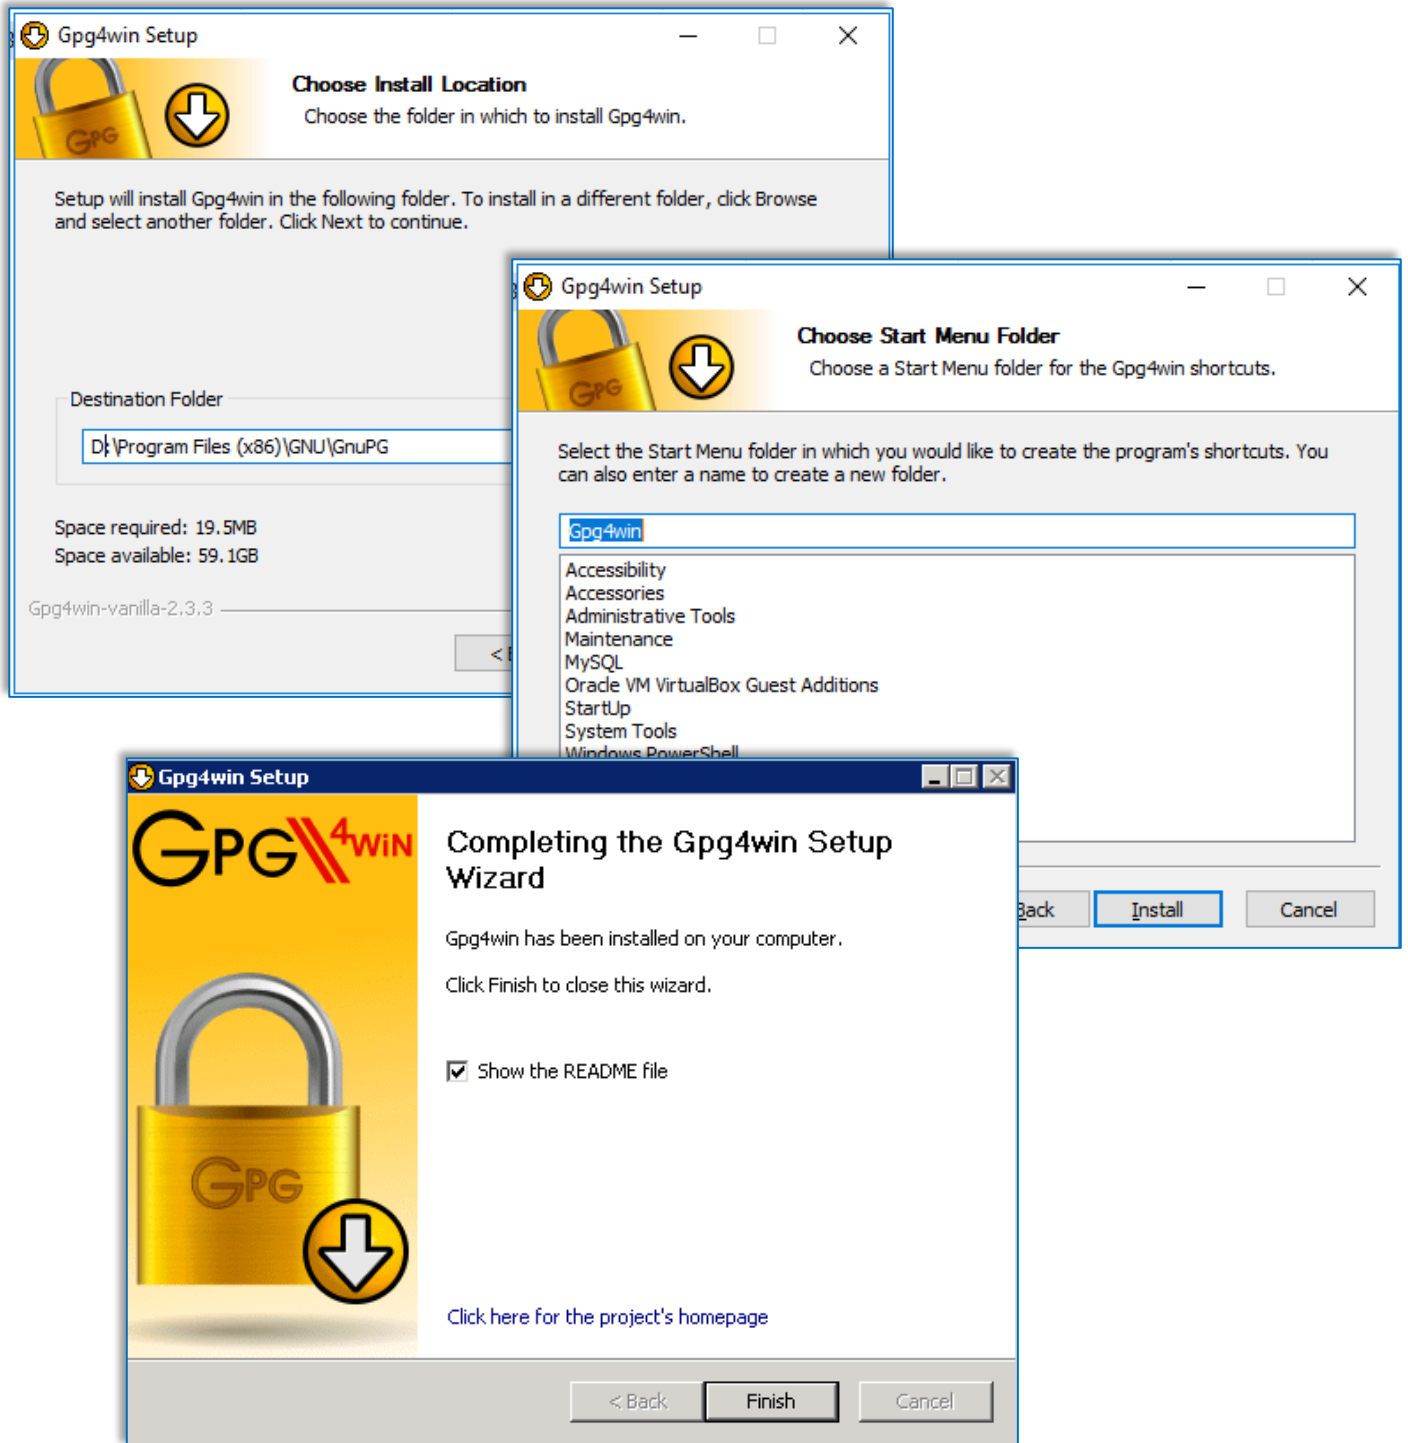 Gpg4win Setup
Choose Install Location
Choose the folder in which to install Gpg4win.
GPG
Setup will install Gpg4win in the following folder. To install in a different folder, click Browse
and select another folder. Click Next to continue.
Destination Folder
D:\Program Files (x86)\GNU\GnuPG
Space required: 19.5MB
Space available: 59.1GB
Gpg4win-vanilla-2.3.3
<
Gpg4win Setup
Choose Start Menu Folder
Choose a Start Menu folder for the Gpg4win shortcuts.
GPG
Select the Start Menu folder in which you would like to create the program's shortcuts. You
can also enter a name to create a new folder.
Gpg4win
Accessibility
Accessories
Administrative Tools
Maintenance
MySQL
Oracle VM VirtualBox Guest Additions
StartUp
System Tools
Windows PowerShell
Back Install Cancel
Gpg4win Setup
GPG 4WiN
Completing the Gpg4win Setup
Wizard
Gpg4win has been installed on your computer.
Click Finish to close this wizard.
Show the README file
GPG
Click here for the project's homepage
< Back Finish Cancel